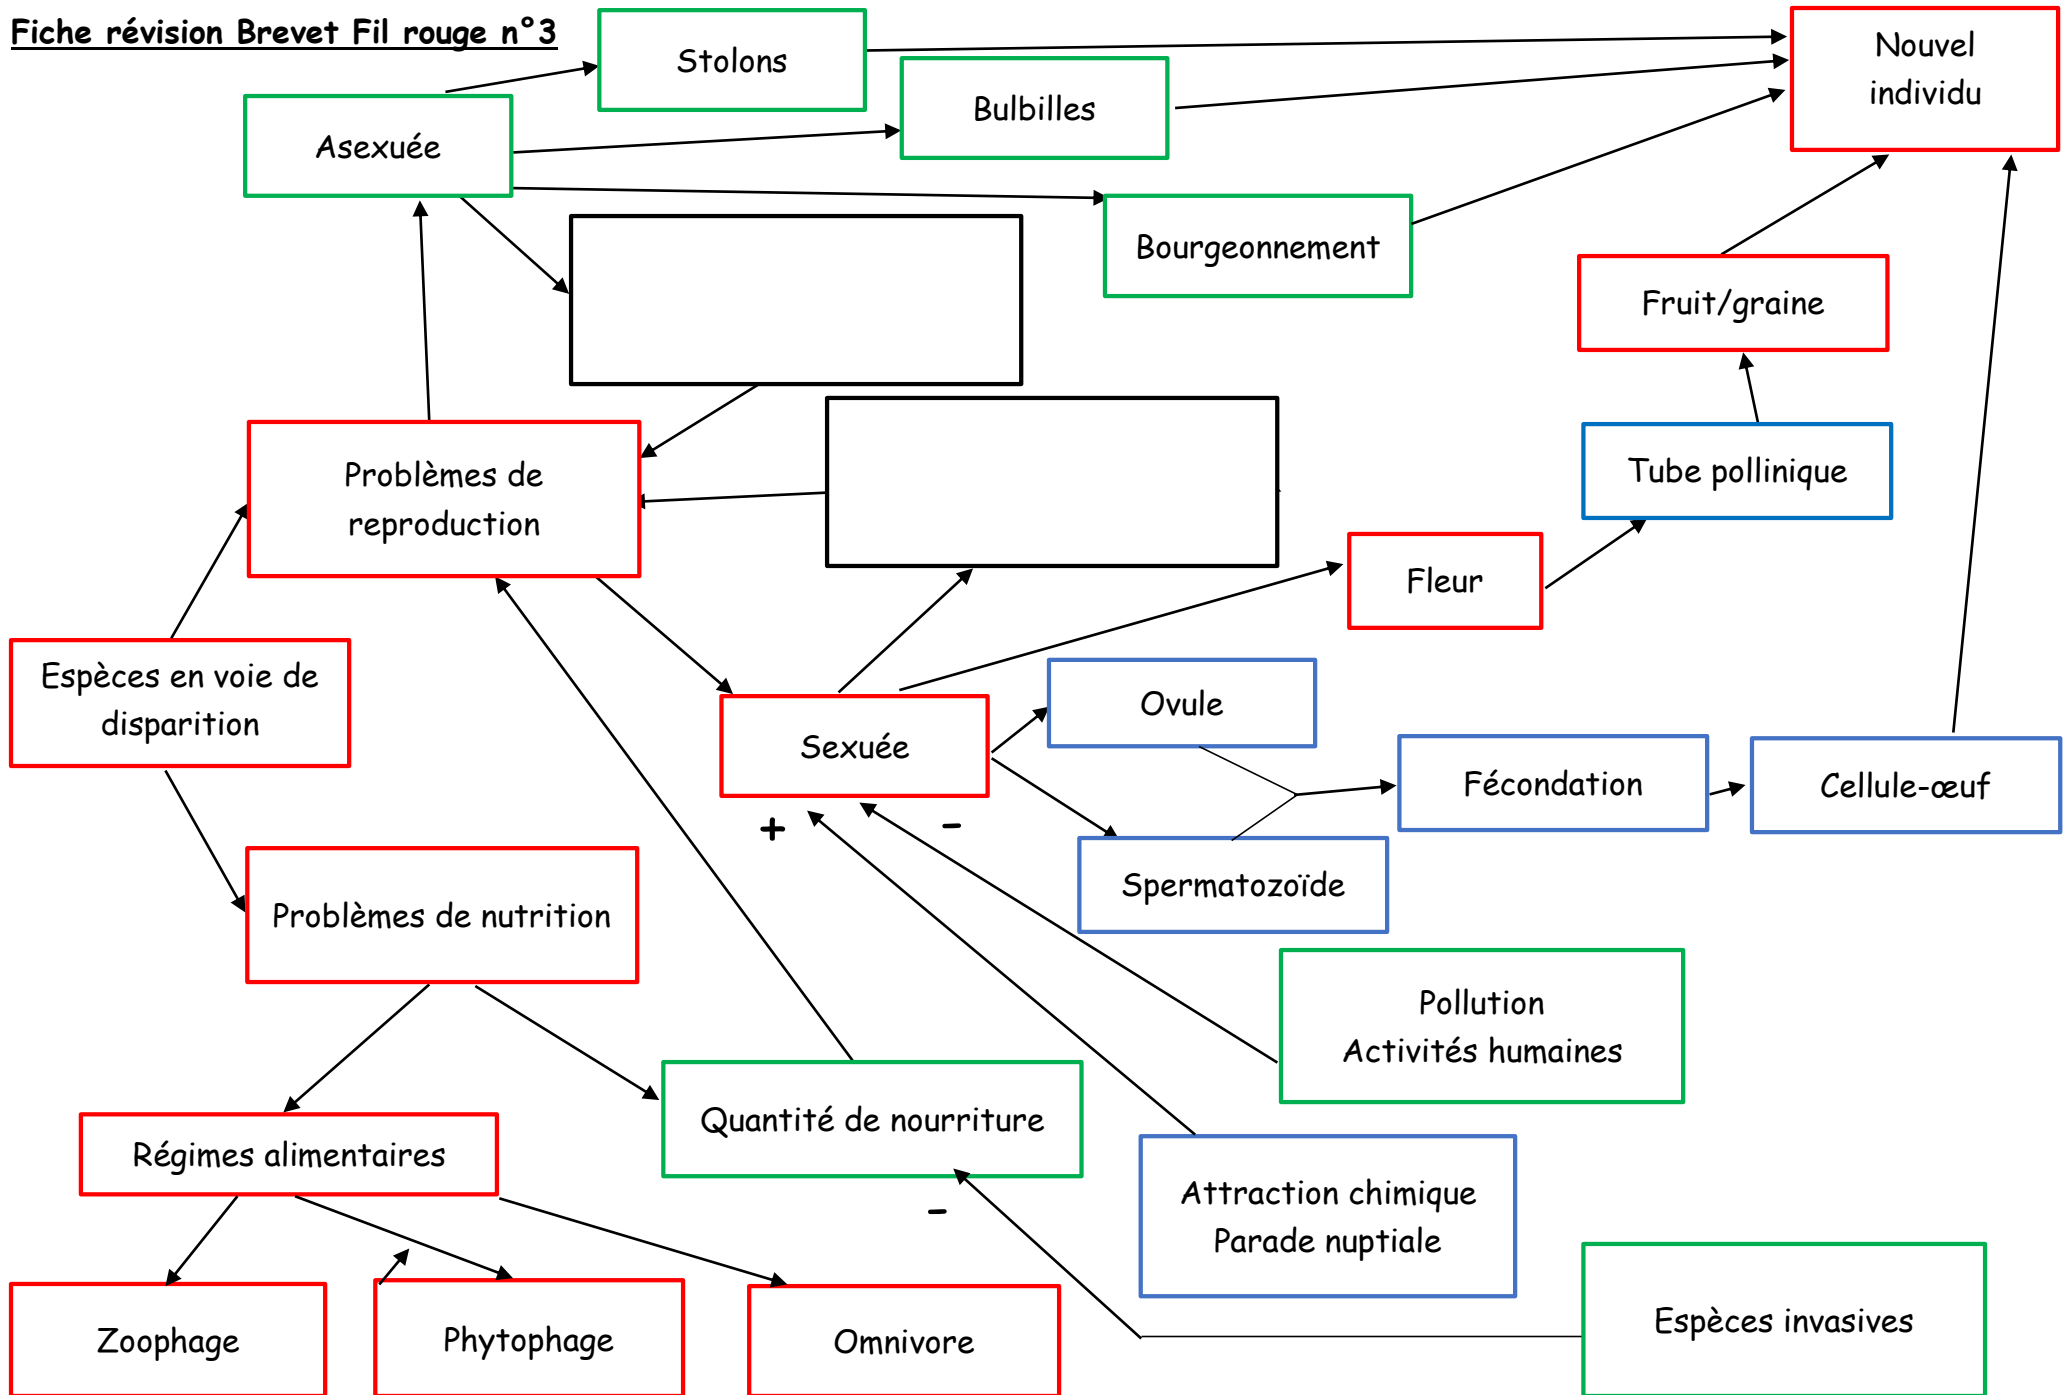 Fiche révision Brevet Fil rouge n°3
Stolons
Nouvel
individu
Bulbilles
Asexuée
Bourgeonnement
Fruit/graine
Problèmes de
reproduction
Tube pollinique
Fleur
Espèces en voie de
disparition
Ovule
Sexuée
Fécondation
Cellule-œuf
+
-
Spermatozoïde
Problèmes de nutrition
Pollution
Activités humaines
Quantité de nourriture
Régimes alimentaires
Attraction chimique
Parade nuptiale
-
Zoophage
Phytophage
Omnivore
Espèces invasives